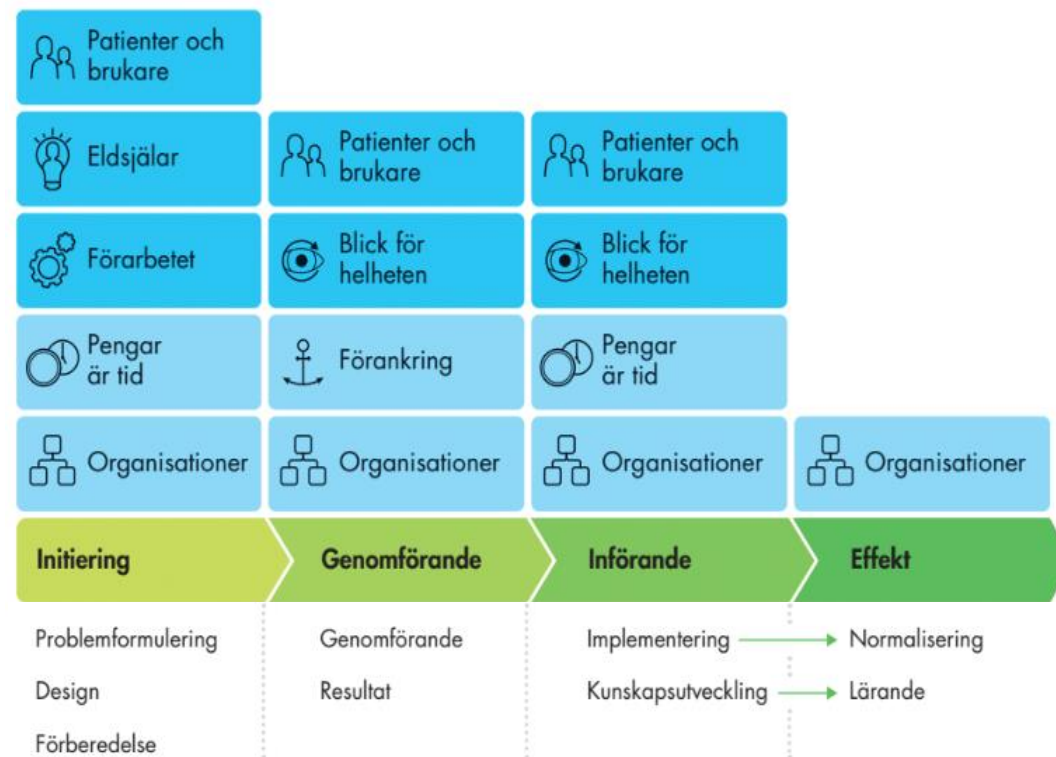 Patienter och
brukare
Eldsjälar
Patienter och
brukare
Patienter och
brukare
Förarbetet
Blick för
helheten
Blick för
helheten
Pengar
är tid
Förankring
Pengar
är tid
Organisationer
Organisationer
Organisationer
Organisationer
Initiering
Genomförande
Införande
Effekt
Problemformulering
Genomförande
Implementering
Normalisering
Design
Resultat
Kunskapsutveckling
Lärande
Förberedelse